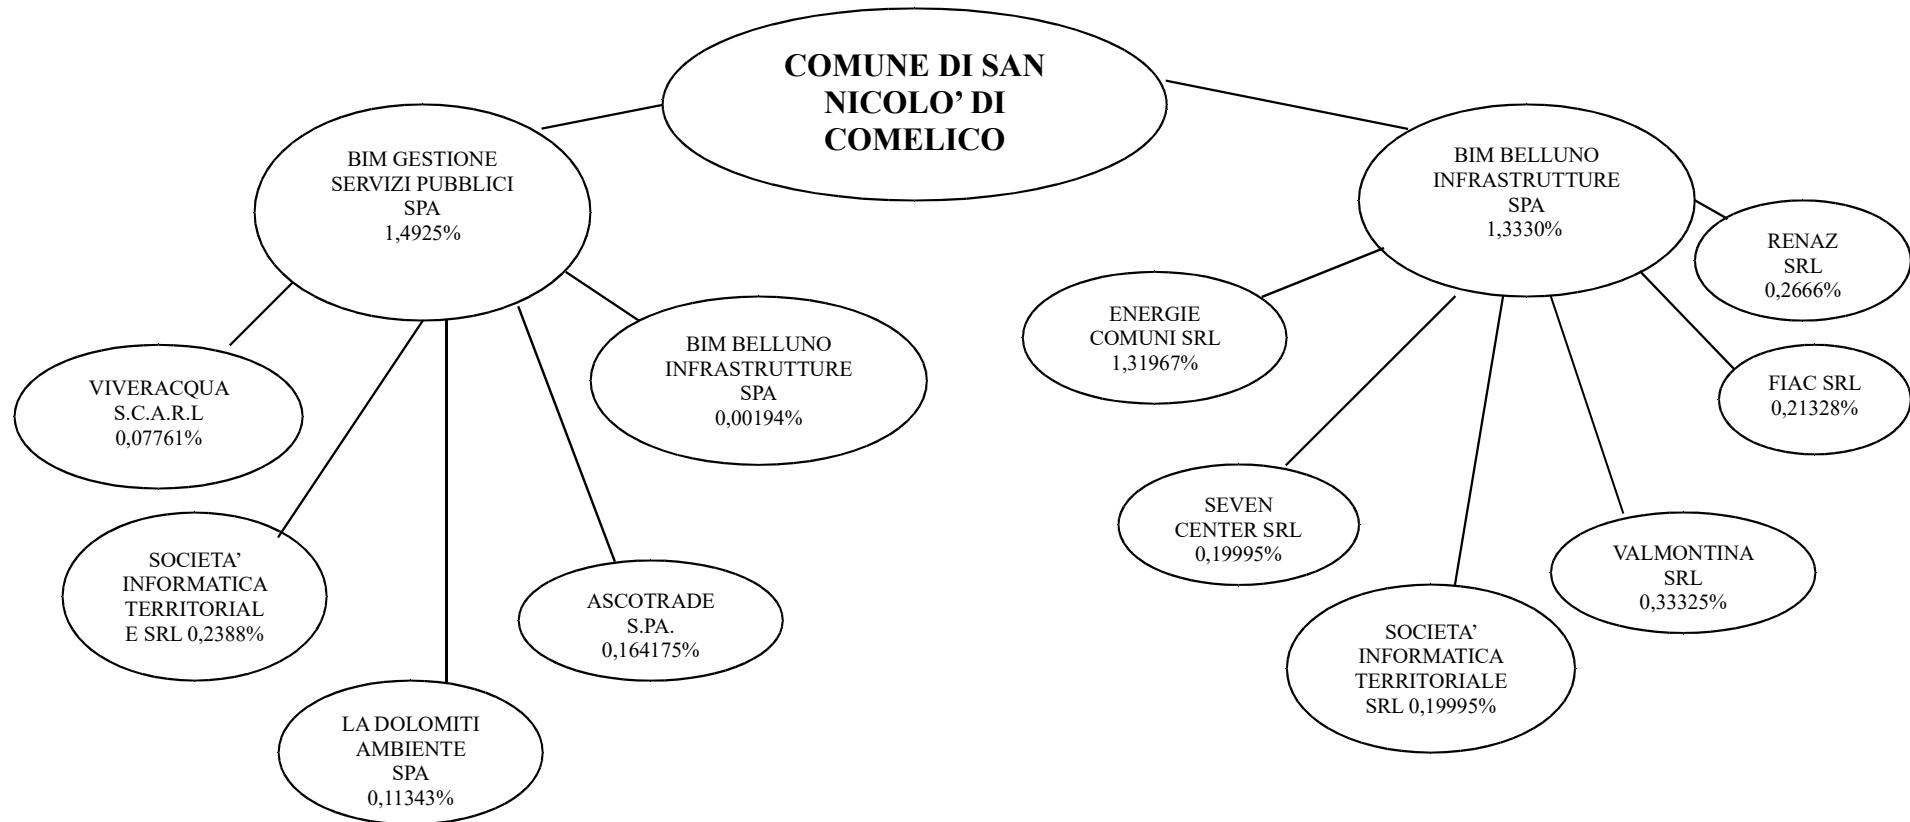 COMUNE DI SAN
NICOLO’ DI
COMELICO
BIM GESTIONE
SERVIZI PUBBLICI
SPA
1,4925%
BIM BELLUNO
INFRASTRUTTURE
SPA
1,3330%
RENAZ
SRL
0,2666%
ENERGIE
COMUNI SRL
1,31967%
BIM BELLUNO
INFRASTRUTTURE
SPA
0,00194%
VIVERACQUA
S.C.A.R.L
0,07761%
FIAC SRL
0,21328%
SEVEN
CENTER SRL
0,19995%
SOCIETA’
INFORMATICA
TERRITORIAL
E SRL 0,2388%
VALMONTINA
SRL
0,33325%
ASCOTRADE
S.PA.
0,164175%
SOCIETA’
INFORMATICA
TERRITORIALE
SRL 0,19995%
LA DOLOMITI
AMBIENTE
SPA
0,11343%